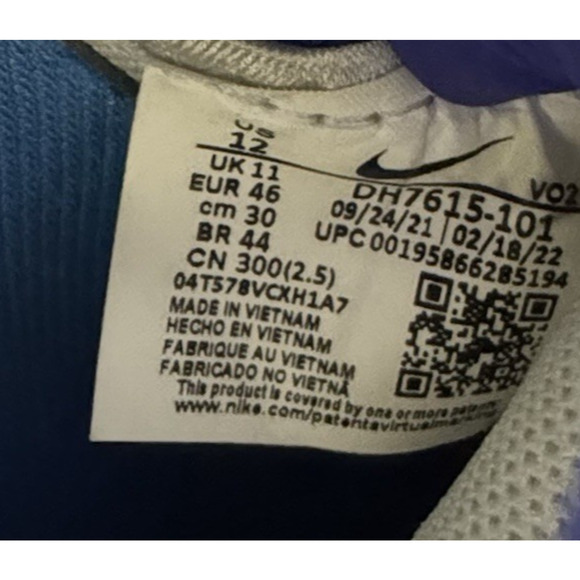 US
12
UK 11
EUR 46
cm 30
BR 44
CN 300(2.5)
04T578VCXH1A7
MADE IN VIETNAM
HECHO EN VIETNAM
FABRIQUE AU VIETNAM
FABRICADO NO VIETNÃ
This product is covered by one or more
www.nike.com/patents
VO2
DH7615-101
09/24/21 02/18/22
UPC 00195866285194